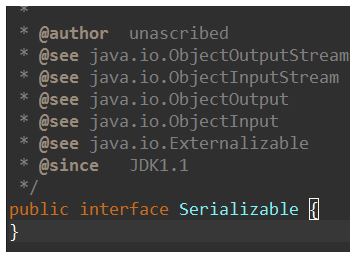 *
* @author  unascribed
* @see java.io.ObjectOutputStream
* @see java.io.ObjectInputStream
* @see java.io.ObjectOutput
* @see java.io.ObjectInput
* @see java.io.Externalizable
* @since   JDK1.1
*/
public interface Serializable {
}